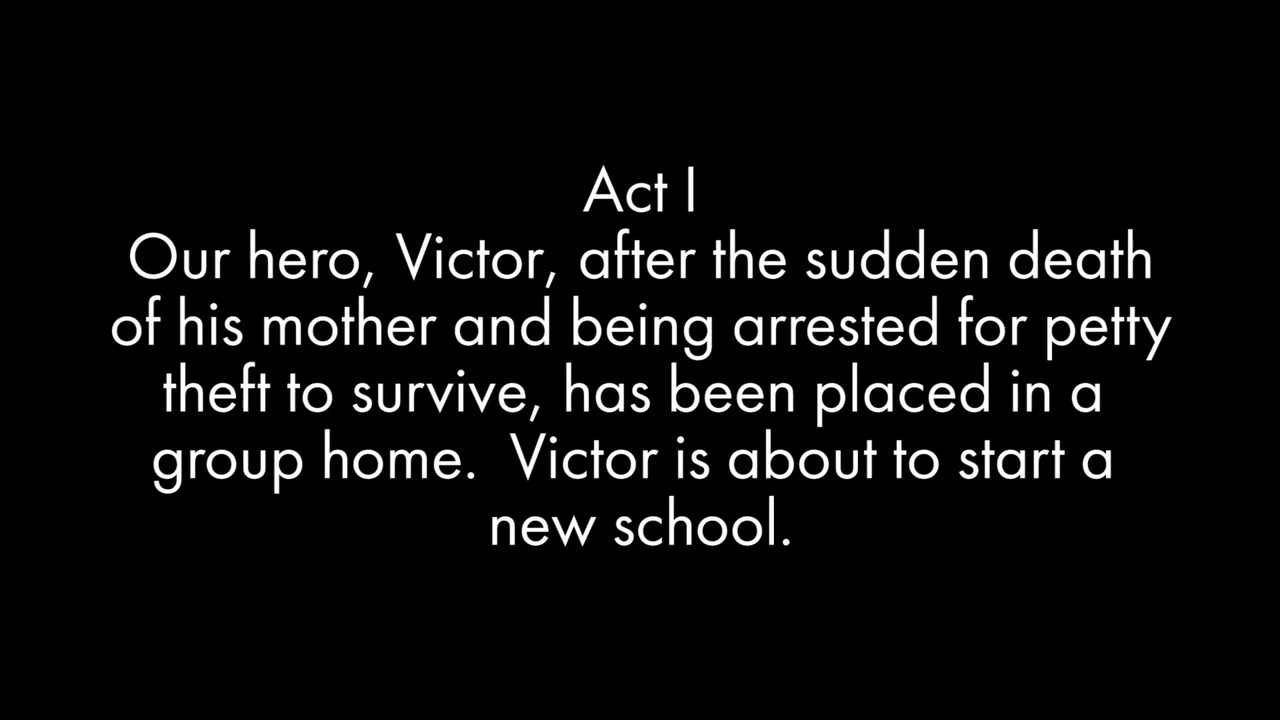 Act I
Our hero, Victor, after the sudden death
of his mother and being arrested for petty
theft to survive, has been placed in a
group home.  Victor is about to start a
new school.